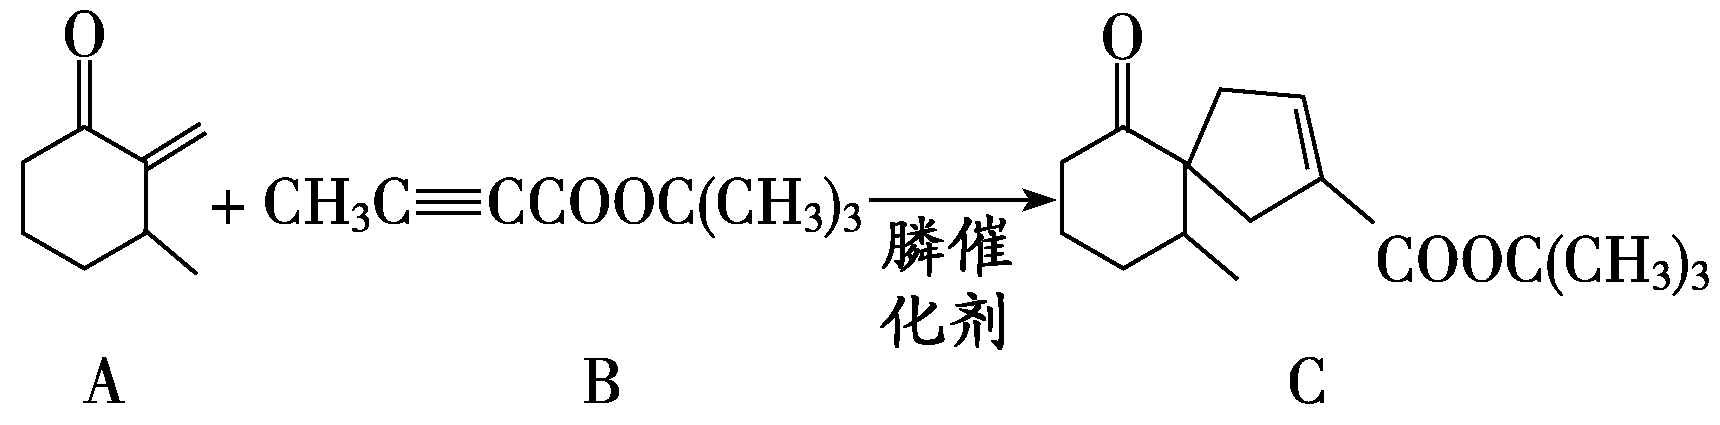 O
O
+ CH₃C≡CCOOC(CH₃)₃
膦催
化剂
COOC(CH₃)₃
A
B
C